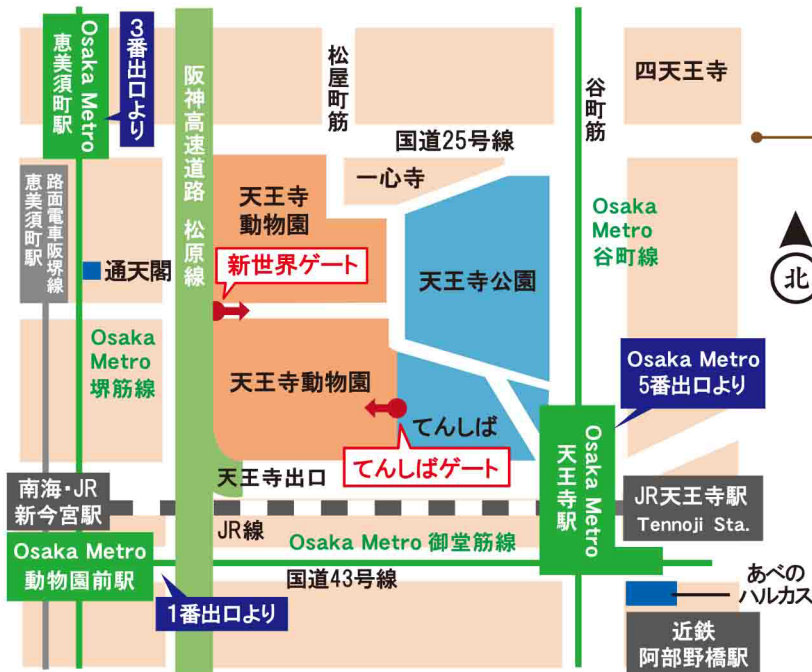 Osaka Metro
恵美須町駅
3番出口より
阪神高速道路 松原線
松屋町筋
谷町筋
四天王寺
国道25号線
一心寺
路面電車阪堺線
恵美須町駅
天王寺
動物園
Osaka
Metro
谷町線
北
通天閣
新世界ゲート
天王寺公園
Osaka
Metro
堺筋線
天王寺動物園
Osaka Metro
5番出口より
てんしば
てんしばゲート
Osaka Metro
天王寺駅
天王寺出口
南海・JR
新今宮駅
JR天王寺駅
Tennoji Sta.
JR線
Osaka Metro 御堂筋線
Osaka Metro
動物園前駅
国道43号線
1番出口より
あべの
ハルカス
近鉄
阿部野橋駅